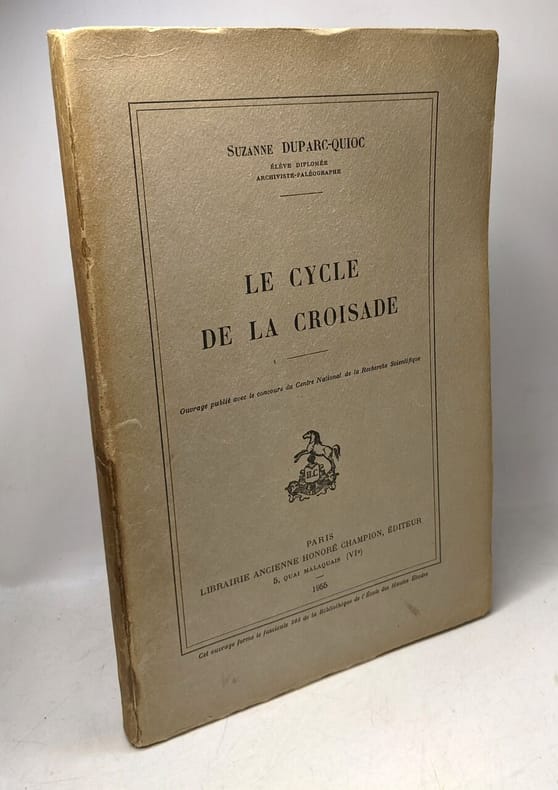 Suzanne DUPARC-QUIOC
ÉLÈVE DIPLOMÉE
ARCHIVISTE-PALÉOGRAPHE
LE CYCLE
DE LA CROISADE
Ouvrage publié avec le concours du Centre National de la Recherche Scientifique
H.C
PARIS
LIBRAIRIE ANCIENNE HONORÉ CHAMPION, ÉDITEUR
5, QUAI MALAQUAIS (VIe)
1955
Cet ouvrage forme le fascicule 305 de la Bibliothèque de l'École des Hautes Études